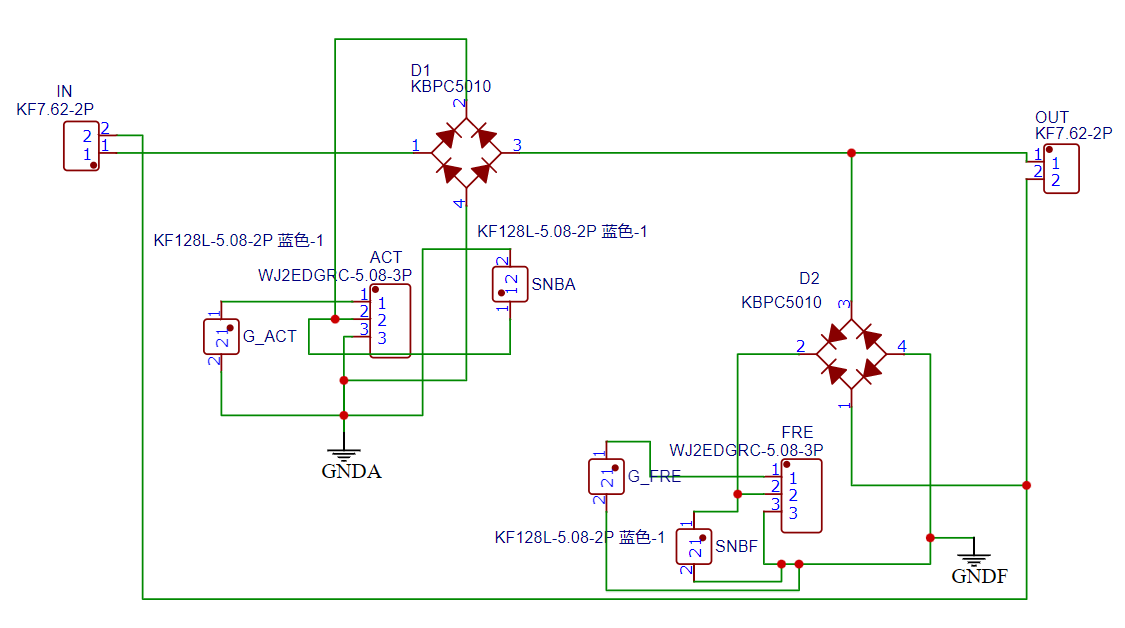 IN
KF7.62-2P
2
2
1
1
D1
KBPC5010
2
1
3
4
OUT
KF7.62-2P
1
1
2
2
KF128L-5.08-2P 蓝色-1
KF128L-5.08-2P 蓝色-1
ACT
WJ2EDGRC-5.08-3P
1
1
2
2
3
3
2
1 2
1
SNBA
1
2 1
2
G_ACT
GNDA
D2
KBPC5010
3
2
4
1
FRE
WJ2EDGRC-5.08-3P
1
1
2
2
3
3
1
2 1
2
G_FRE
KF128L-5.08-2P 蓝色-1
1
2 1
2
SNBF
GNDF